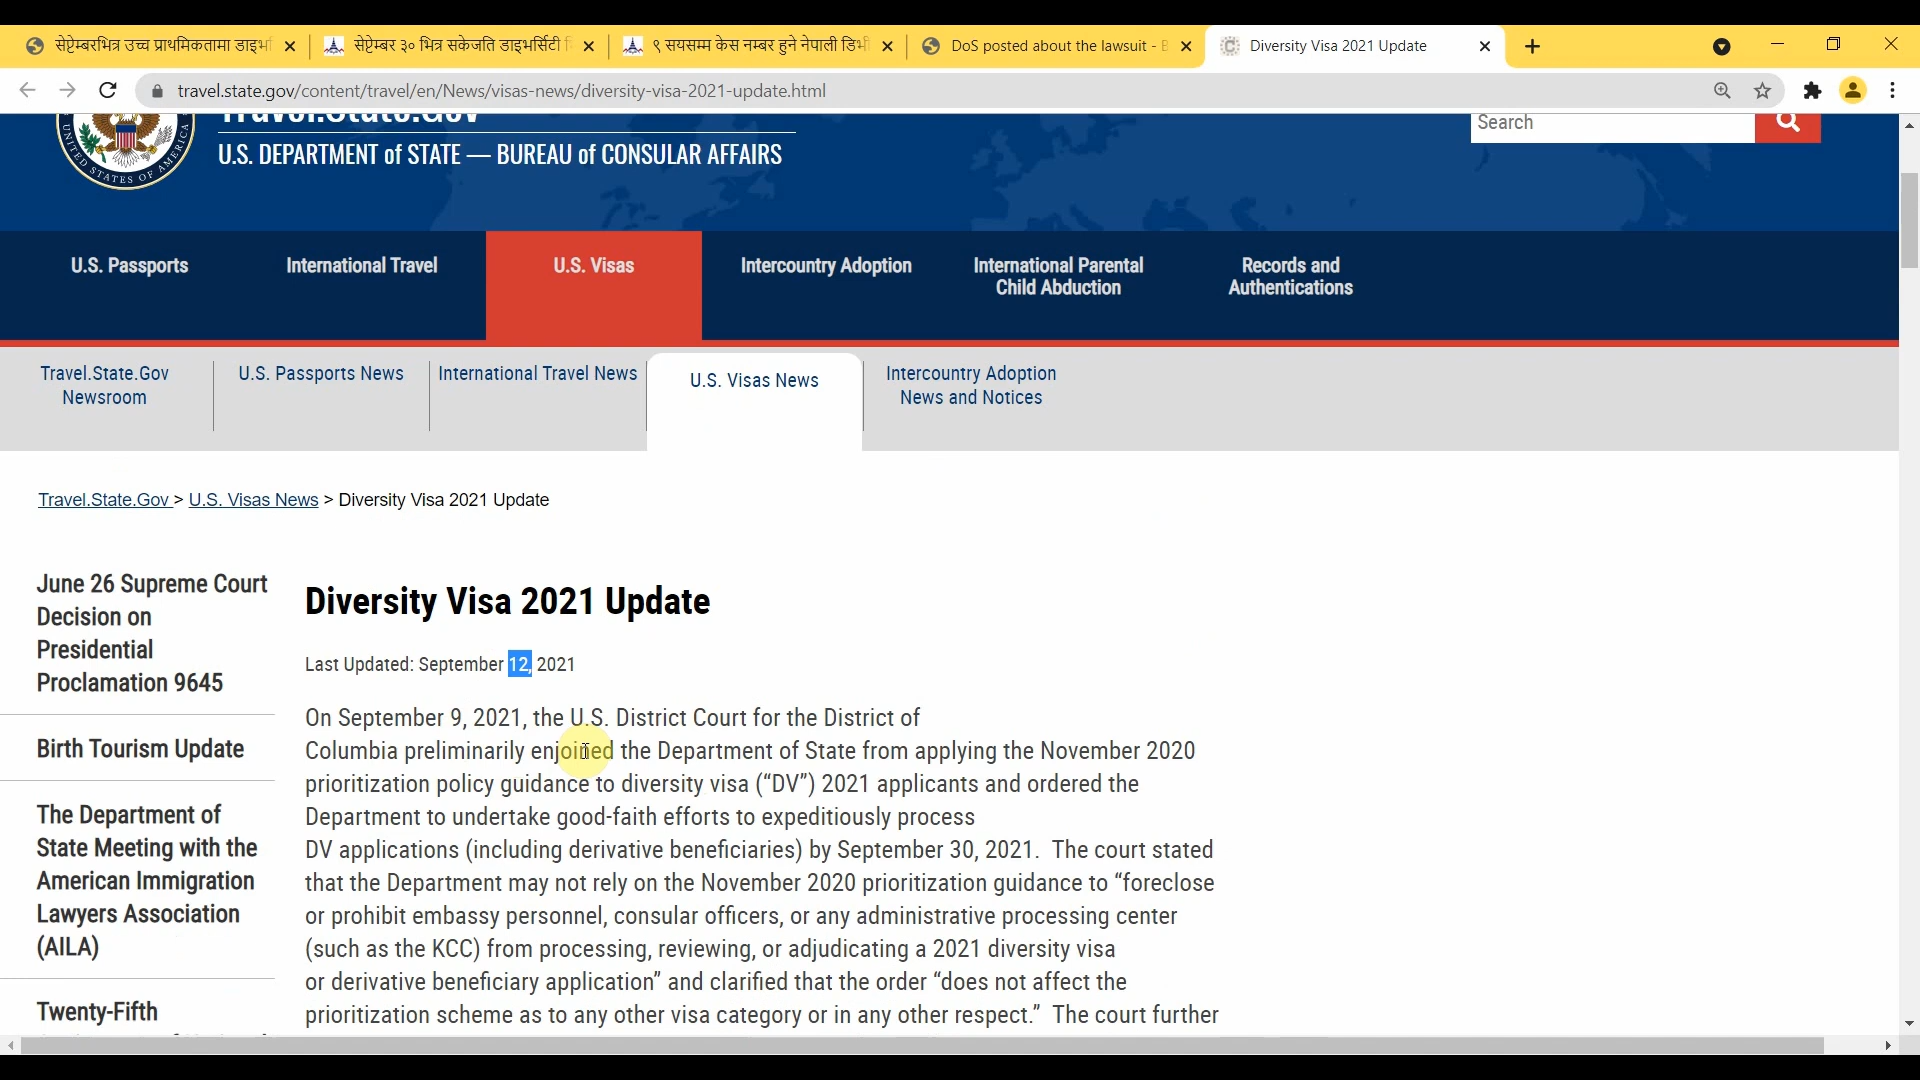 सेप्टेम्बरभित्र उच्च प्राथमिकतामा डाइभ
सेप्टेम्बर ३० भित्र सकेजति डाइभर्सिटी
९ सयसम्म केस नम्बर हुने नेपाली डिभी
DoS posted about the lawsuit - B
Diversity Visa 2021 Update
travel.state.gov/content/travel/en/News/visas-news/diversity-visa-2021-update.html
Travel.State.Gov
UNITED STATES OF AMERICA
U.S. DEPARTMENT of STATE — BUREAU of CONSULAR AFFAIRS
Search
U.S. Passports
International Travel
U.S. Visas
Intercountry Adoption
International Parental
Child Abduction
Records and
Authentications
Travel.State.Gov
Newsroom
U.S. Passports News
International Travel News
U.S. Visas News
Intercountry Adoption
News and Notices
Travel.State.Gov > U.S. Visas News > Diversity Visa 2021 Update
June 26 Supreme Court
Decision on
Presidential
Proclamation 9645
Birth Tourism Update
The Department of
State Meeting with the
American Immigration
Lawyers Association
(AILA)
Twenty-Fifth
Diversity Visa 2021 Update
Last Updated: September 12, 2021
On September 9, 2021, the U.S. District Court for the District of
Columbia preliminarily enjoined the Department of State from applying the November 2020
prioritization policy guidance to diversity visa (“DV”) 2021 applicants and ordered the
Department to undertake good-faith efforts to expeditiously process
DV applications (including derivative beneficiaries) by September 30, 2021.  The court stated
that the Department may not rely on the November 2020 prioritization guidance to “foreclose
or prohibit embassy personnel, consular officers, or any administrative processing center
(such as the KCC) from processing, reviewing, or adjudicating a 2021 diversity visa
or derivative beneficiary application” and clarified that the order “does not affect the
prioritization scheme as to any other visa category or in any other respect.”  The court further